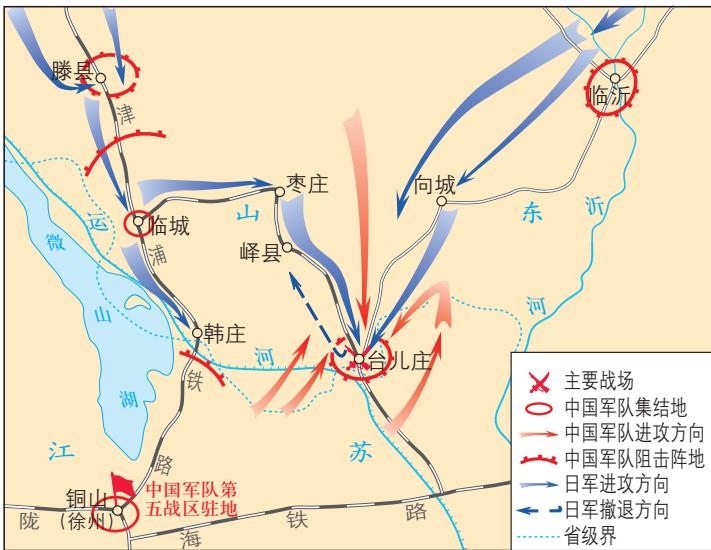 滕县
临沂
津
枣庄
向城
山
东
沂
运
临城
微
浦
峄县
山
河
韩庄
台儿庄
河
铁
湖
江
苏
路
铜山
(徐州)
中国军队第
五战区驻地
陇
海
铁
路
主要战场
中国军队集结地
中国军队进攻方向
中国军队阻击阵地
日军进攻方向
日军撤退方向
省级界